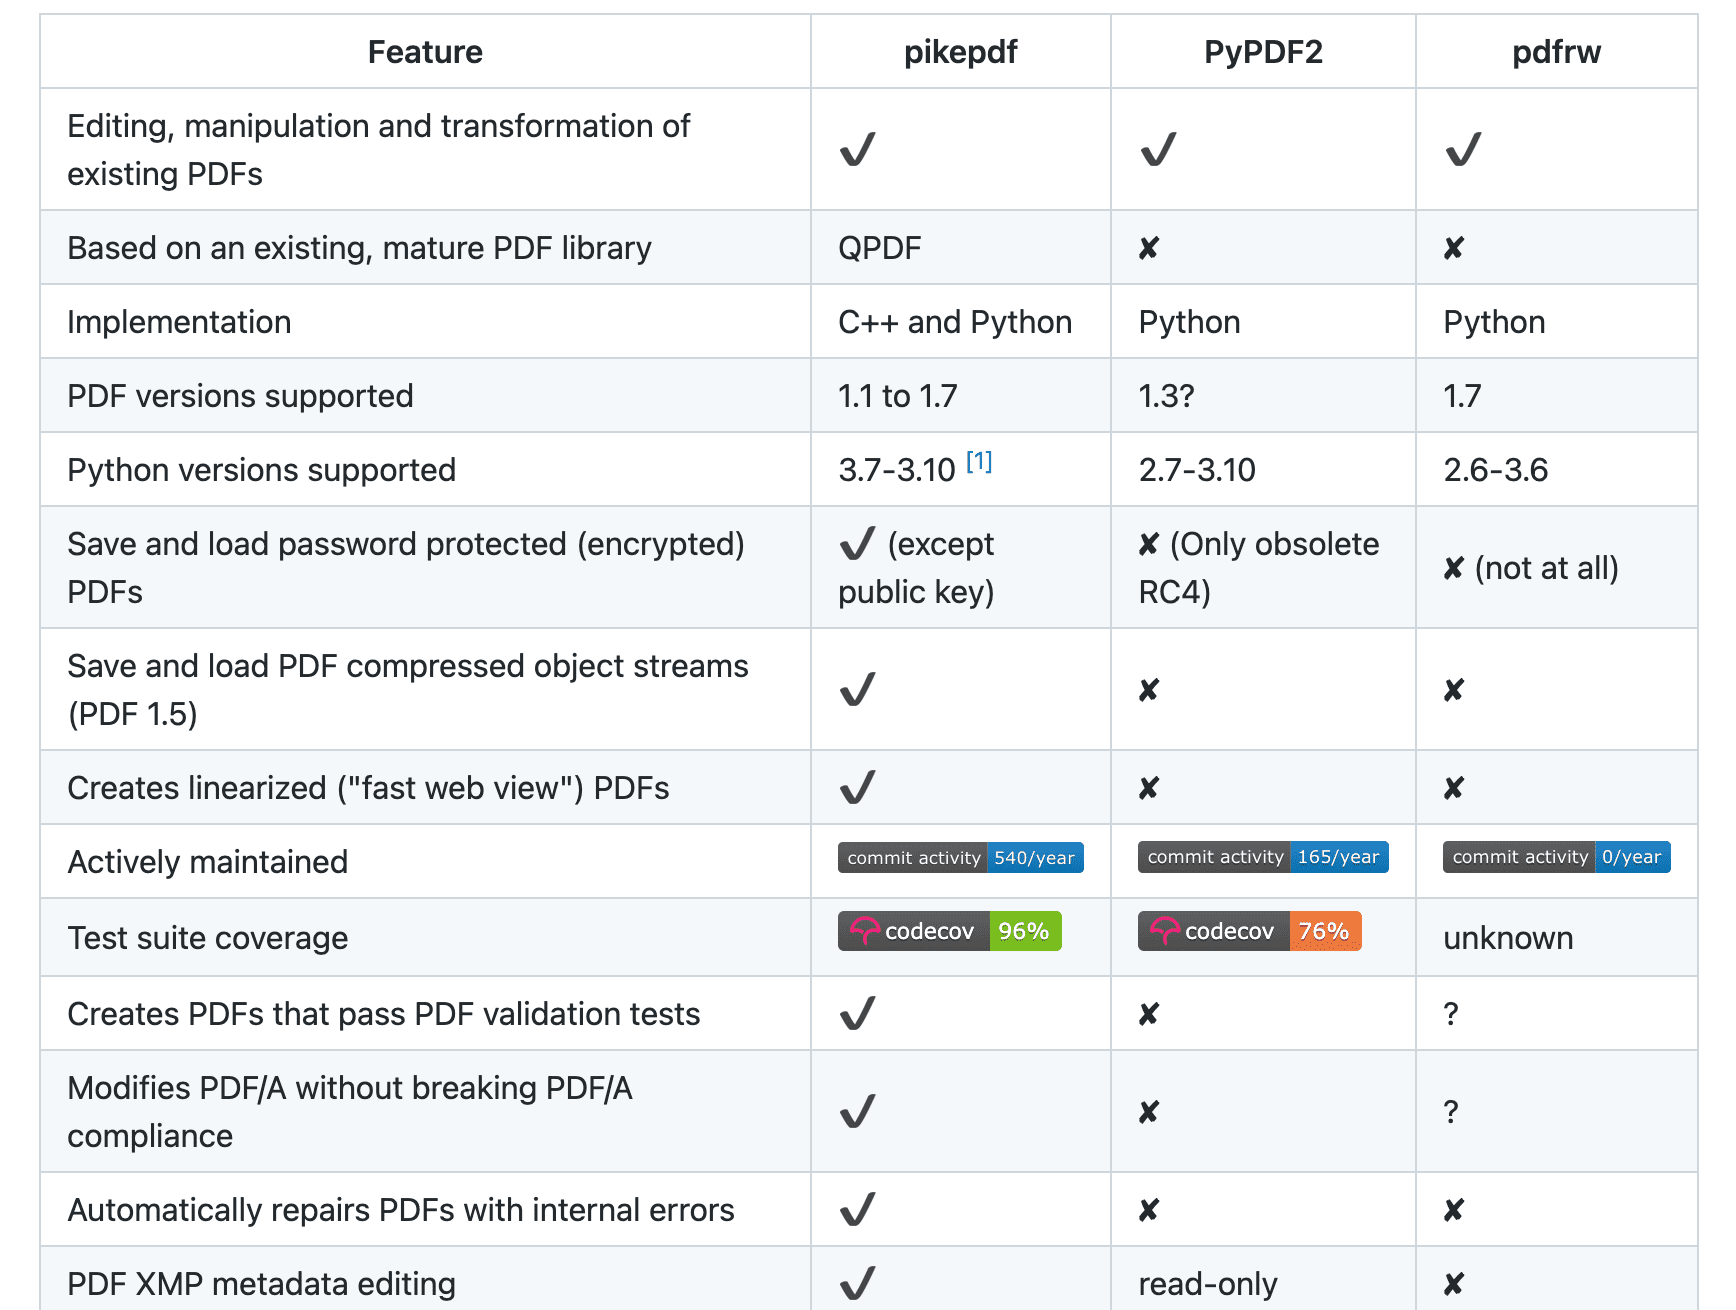 Feature pikepdf PyPDF2 pdfrw
Editing, manipulation and transformation of
existing PDFs ✔ ✔ ✔
Based on an existing, mature PDF library QPDF ✘ ✘
Implementation C++ and Python Python Python
PDF versions supported 1.1 to 1.7 1.3? 1.7
Python versions supported 3.7-3.10 [1] 2.7-3.10 2.6-3.6
Save and load password protected (encrypted)
PDFs
✔ (except
public key)
✘ (Only obsolete
RC4)
✘ (not at all)
Save and load PDF compressed object streams
(PDF 1.5) ✔ ✘ ✘
Creates linearized ("fast web view") PDFs ✔ ✘ ✘
Actively maintained commit activity 540/year commit activity 165/year commit activity 0/year
Test suite coverage codecov 96% codecov 76% unknown
Creates PDFs that pass PDF validation tests ✔ ✘ ?
Modifies PDF/A without breaking PDF/A
compliance ✔ ✘ ?
Automatically repairs PDFs with internal errors ✔ ✘ ✘
PDF XMP metadata editing ✔ read-only ✘